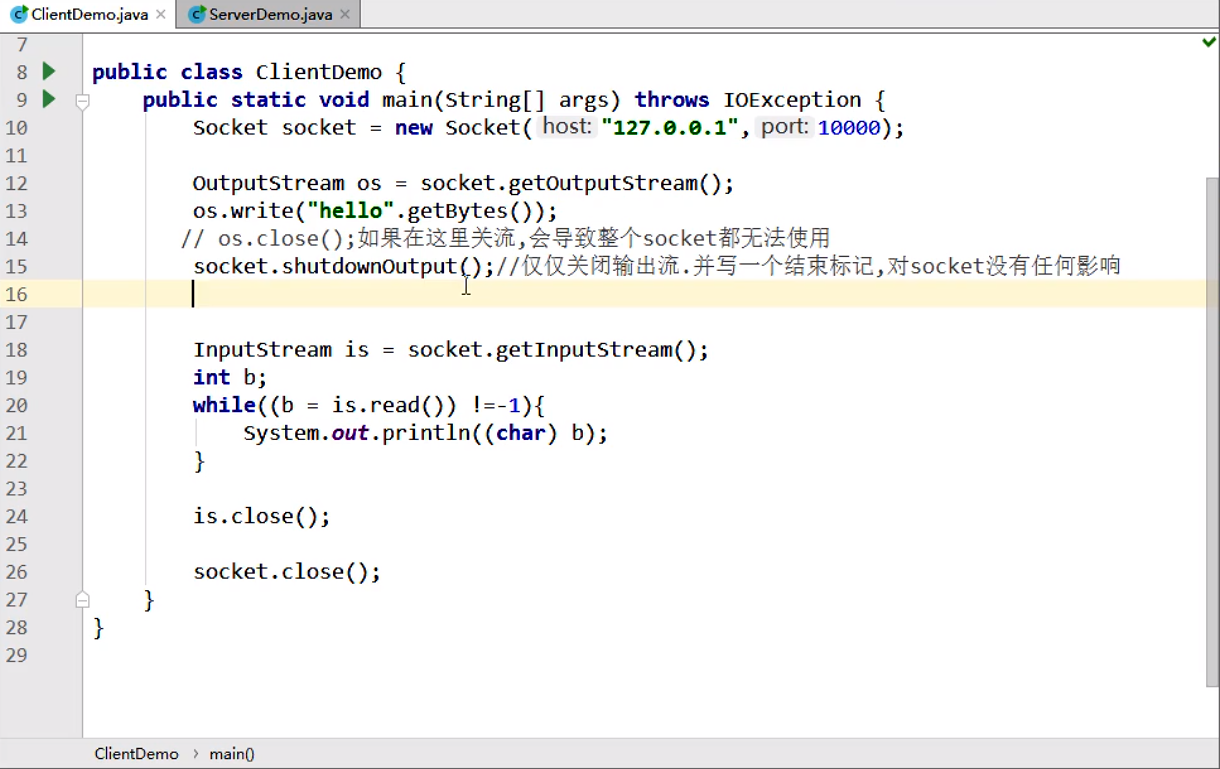 ClientDemo.java ServerDemo.java
7
8 public class ClientDemo {
9 public static void main(String[] args) throws IOException {
10 Socket socket = new Socket( host: "127.0.0.1", port: 10000);
11
12 OutputStream os = socket.getOutputStream();
13 os.write("hello".getBytes());
14 // os.close();如果在这里关流,会导致整个socket都无法使用
15 socket.shutdownOutput();//仅仅关闭输出流.并写一个结束标记,对socket没有任何影响
16
17
18 InputStream is = socket.getInputStream();
19 int b;
20 while((b = is.read()) !=-1){
21 System.out.println((char) b);
22 }
23
24 is.close();
25
26 socket.close();
27 }
28 }
29
ClientDemo › main()